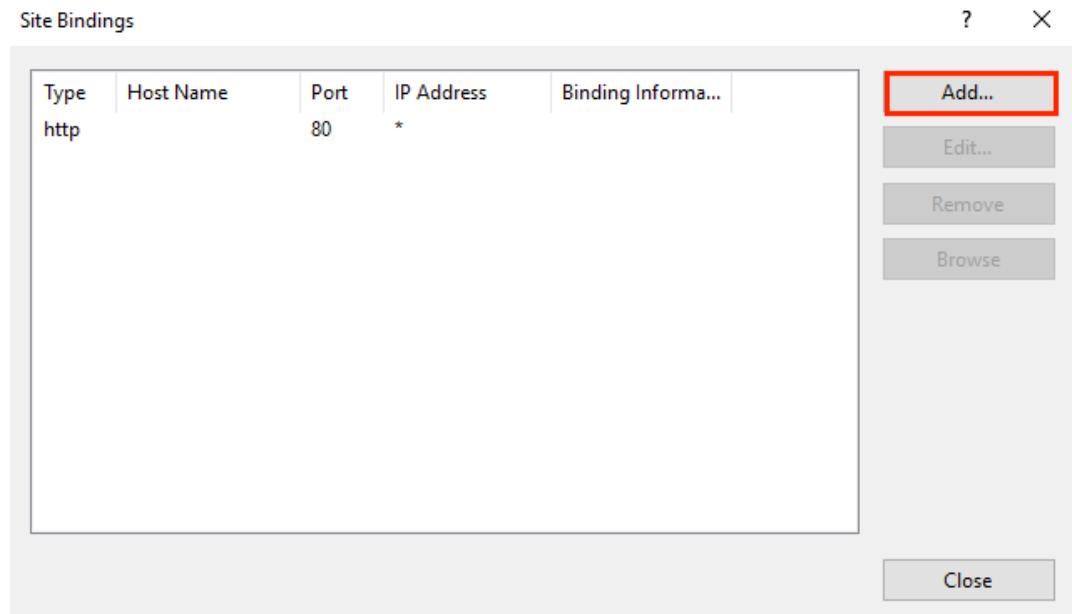 Site Bindings ? ×
Type Host Name Port IP Address Binding Informa... Add...
http 80 *
Edit...
Remove
Browse
Close